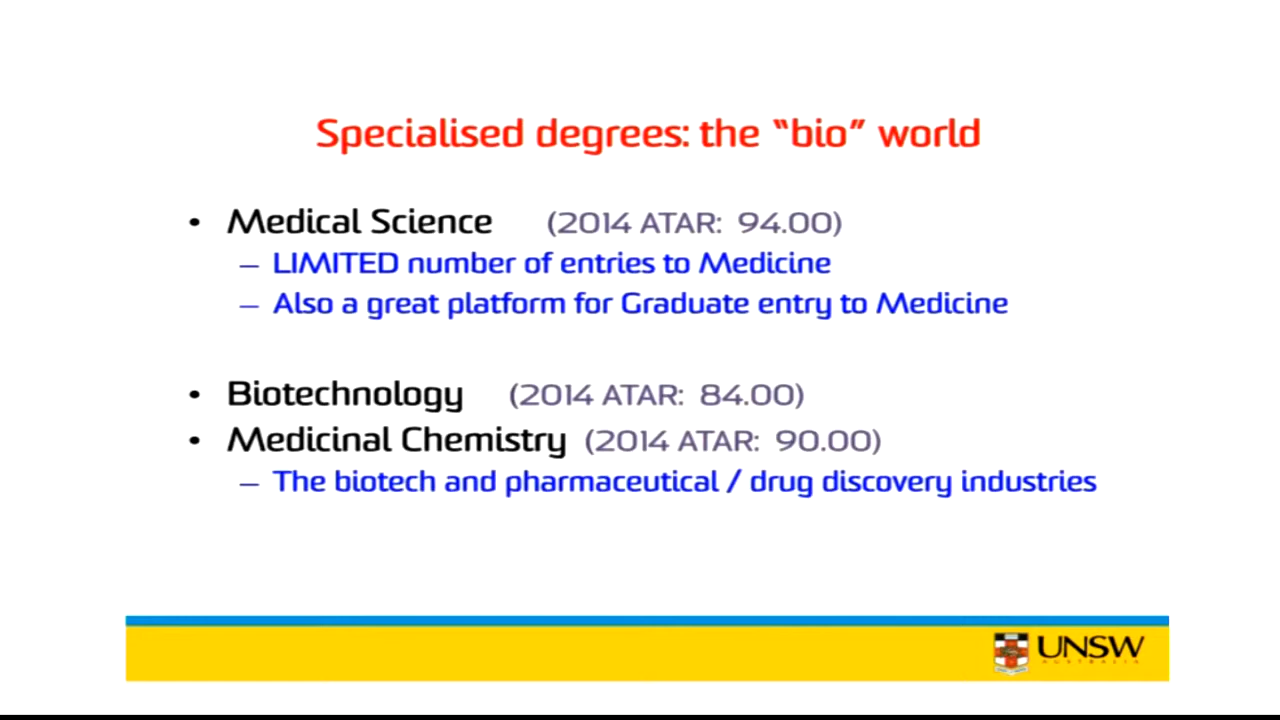 Specialised degrees: the “bio” world
• Medical Science (2014 ATAR: 94.00)
– LIMITED number of entries to Medicine
– Also a great platform for Graduate entry to Medicine
• Biotechnology (2014 ATAR: 84.00)
• Medicinal Chemistry (2014 ATAR: 90.00)
– The biotech and pharmaceutical / drug discovery industries
UNSW
AUSTRALIA